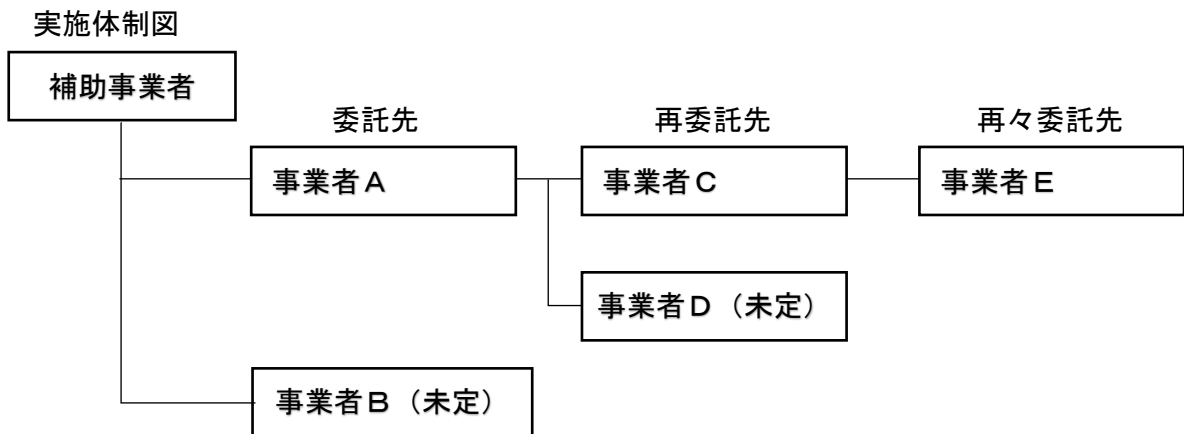 実施体制図
補助事業者
委託先
再委託先
再々委託先
事業者A
事業者C
事業者E
事業者D（未定）
事業者B（未定）